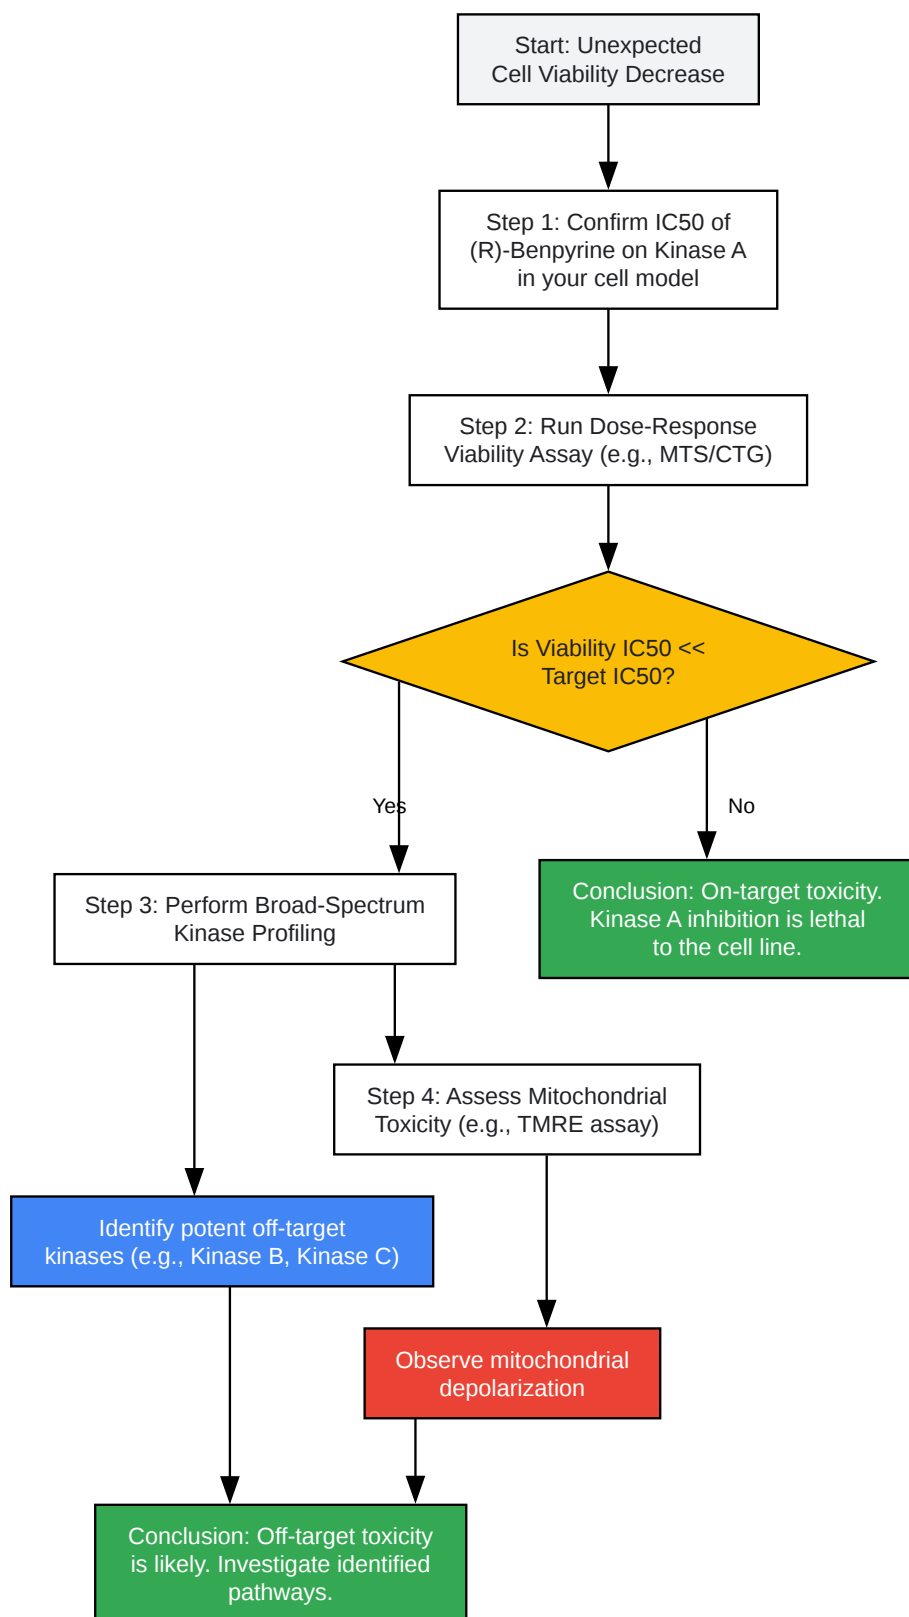 Start: Unexpected
Cell Viability Decrease
Step 1: Confirm IC50 of
(R)-Benpyrine on Kinase A
in your cell model
Step 2: Run Dose-Response
Viability Assay (e.g., MTS/CTG)
Is Viability IC50 <<
Target IC50?
Yes
No
Step 3: Perform Broad-Spectrum
Kinase Profiling
Conclusion: On-target toxicity.
Kinase A inhibition is lethal
to the cell line.
Step 4: Assess Mitochondrial
Toxicity (e.g., TMRE assay)
Identify potent off-target
kinases (e.g., Kinase B, Kinase C)
Observe mitochondrial
depolarization
Conclusion: Off-target toxicity
is likely. Investigate identified
pathways.